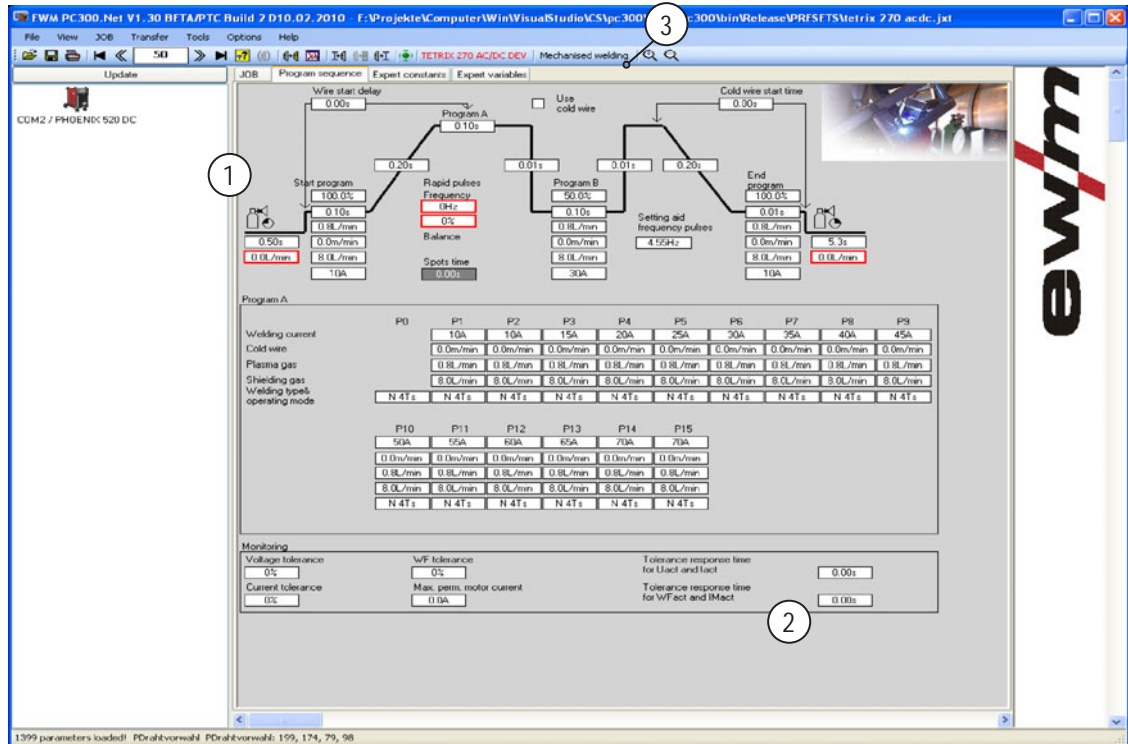 EWM PC300.Net V1.30 BETA/PTC Build 2 D10.02.2010 - E:\Projekte\Computer\Win\VisualStudio\CS\pc300\ c300\bin\Release\PRESETS\tetrix 270 acdc.jxt
File View JOB Transfer Tools Options Help
50 TETRIX 270 AC/DC DEV Mechanised welding
3
Update
JOB Program sequence Expert constants Expert variables
COM2 / PHOENIX 520 DC
Wire start delay
0.00s
Program A
0.10s
Use
cold wire
Cold wire start time
0.00s
1
0.20s 0.01s 0.01s 0.20s
Start program
100.0%
0.10s
0.8L/min
0.0m/min
8.0L/min
10A
0.50s
0.0L/min
Rapid pulses
Frequency
0Hz
0%
Balance
Spots time
0.00s
Program B
50.0%
0.10s
0.8L/min
0.0m/min
8.0L/min
30A
Setting aid
frequency pulses
4.55Hz
End
program
100.0%
0.01s
0.8L/min
0.0m/min
8.0L/min
10A
5.3s
0.0L/min
ewm
Program A
P0 P1 P2 P3 P4 P5 P6 P7 P8 P9
Welding current 10A 10A 15A 20A 25A 30A 35A 40A 45A
Cold wire 0.0m/min 0.0m/min 0.0m/min 0.0m/min 0.0m/min 0.0m/min 0.0m/min 0.0m/min 0.0m/min
Plasma gas 0.8L/min 0.8L/min 0.8L/min 0.8L/min 0.8L/min 0.8L/min 0.8L/min 0.8L/min 0.8L/min
Shielding gas 8.0L/min 8.0L/min 8.0L/min 8.0L/min 8.0L/min 8.0L/min 8.0L/min 8.0L/min 8.0L/min
Welding type&
operating mode N 4Ts N 4Ts N 4Ts N 4Ts N 4Ts N 4Ts N 4Ts N 4Ts N 4Ts N 4Ts
P10 P11 P12 P13 P14 P15
50A 55A 60A 65A 70A 70A
0.0m/min 0.0m/min 0.0m/min 0.0m/min 0.0m/min 0.0m/min
0.8L/min 0.8L/min 0.8L/min 0.8L/min 0.8L/min 0.8L/min
8.0L/min 8.0L/min 8.0L/min 8.0L/min 8.0L/min 8.0L/min
N 4Ts N 4Ts N 4Ts N 4Ts N 4Ts N 4Ts
Monitoring
Voltage tolerance
0%
WF tolerance
0%
Tolerance response time
for Uact and Iact
0.00s
Current tolerance
0%
Max. perm. motor current
0.0A
Tolerance response time
for WFact and IMact
0.00s
2
1399 parameters loaded! PDrahtvorwahl PDrahtvorwahl: 199, 174, 79, 98